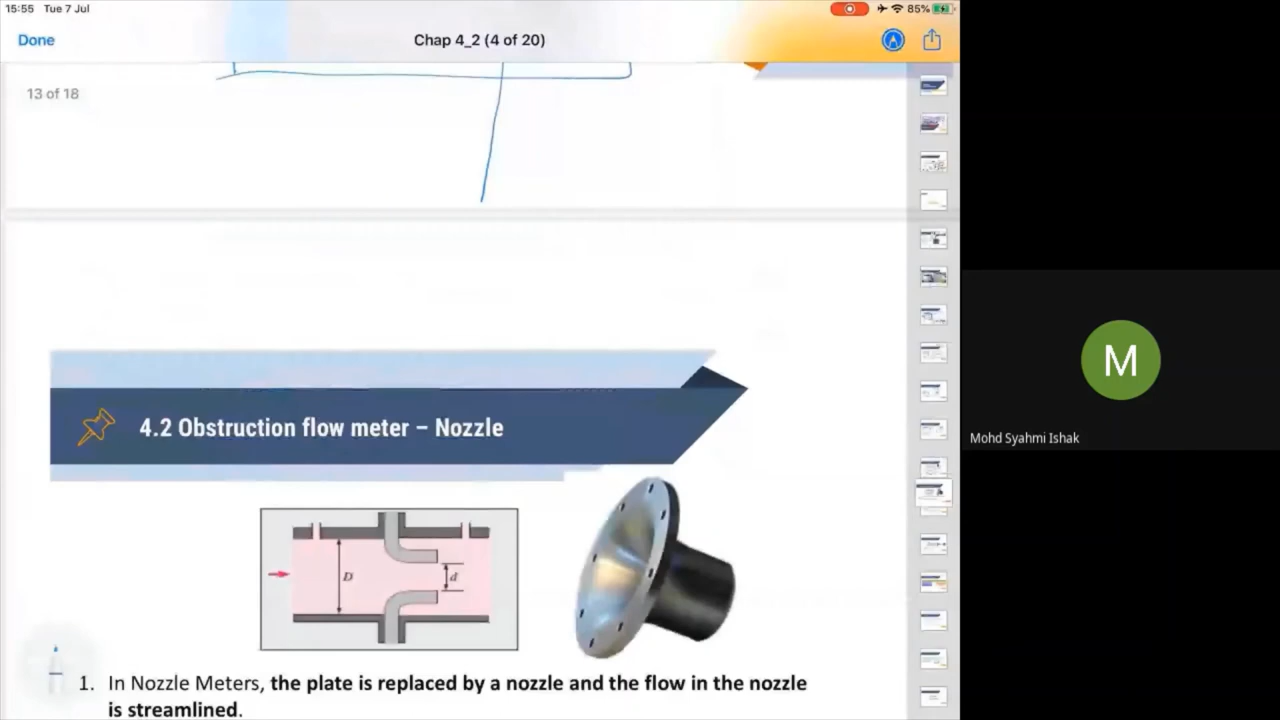 15:55 Tue 7 Jul
85%
Done
Chap 4_2 (4 of 20)
13 of 18
4.2 Obstruction flow meter – Nozzle
D
d
1. In Nozzle Meters, the plate is replaced by a nozzle and the flow in the nozzle
is streamlined.
M
Mohd Syahmi Ishak